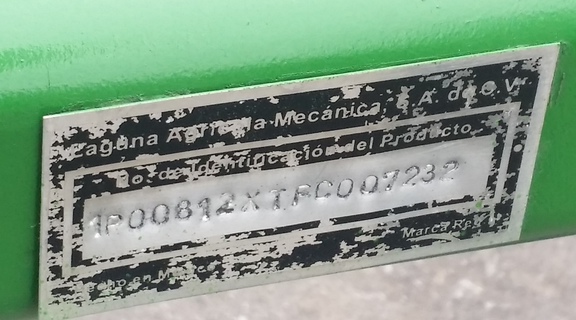 Laguna Agrícola Mecánica, S.A. de C.V.
No. de Identificación del Producto
1P00812XTFC007232
Hecho en México Marca Reg.